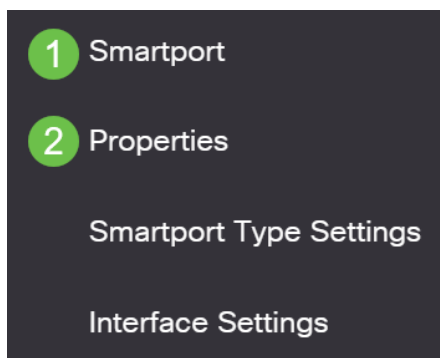 1 Smartport
2 Properties
Smartport Type Settings
Interface Settings